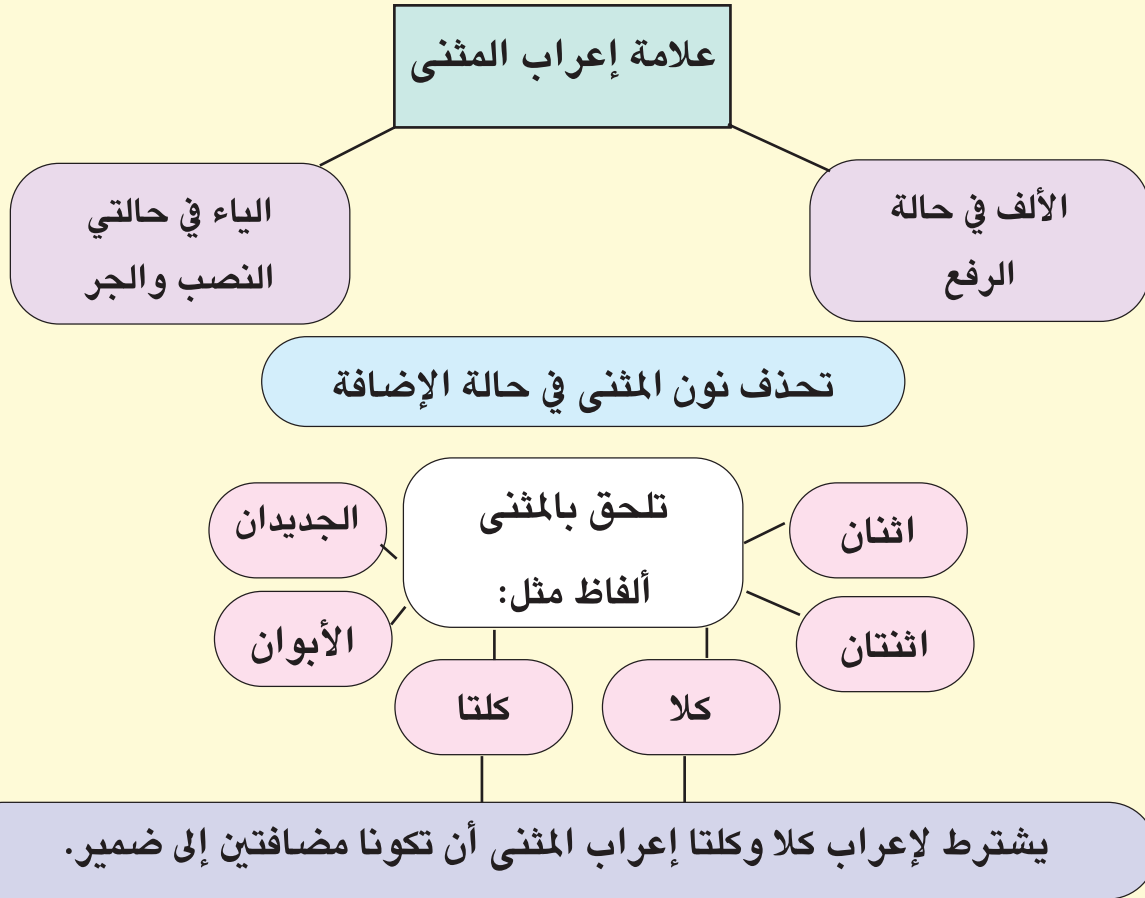 علامة إعراب المثنى
الألف في حالة
الرفع
الياء في حالتي
النصب والجر
تحذف نون المثنى في حالة الإضافة
تلحق بالمثنى
ألفاظ مثل:
اثنان
اثنتان
كلا
كلتا
الجديدان
الأبوان
يشترط لإعراب كلا وكلتا إعراب المثنى أن تكونا مضافتين إلى ضمير.